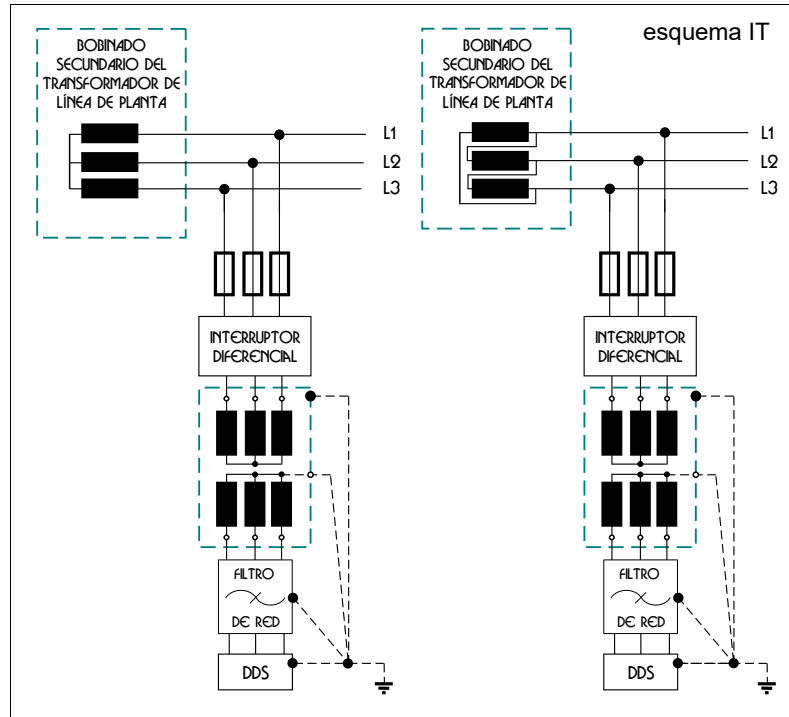 esquema IT
BOBINADO
SECUNDARIO DEL
TRANSFORMADOR DE
LÍNEA DE PLANTA
L1
L2
L3
INTERRUPTOR
DIFERENCIAL
FILTRO
DE RED
DDS
BOBINADO
SECUNDARIO DEL
TRANSFORMADOR DE
LÍNEA DE PLANTA
L1
L2
L3
INTERRUPTOR
DIFERENCIAL
FILTRO
DE RED
DDS